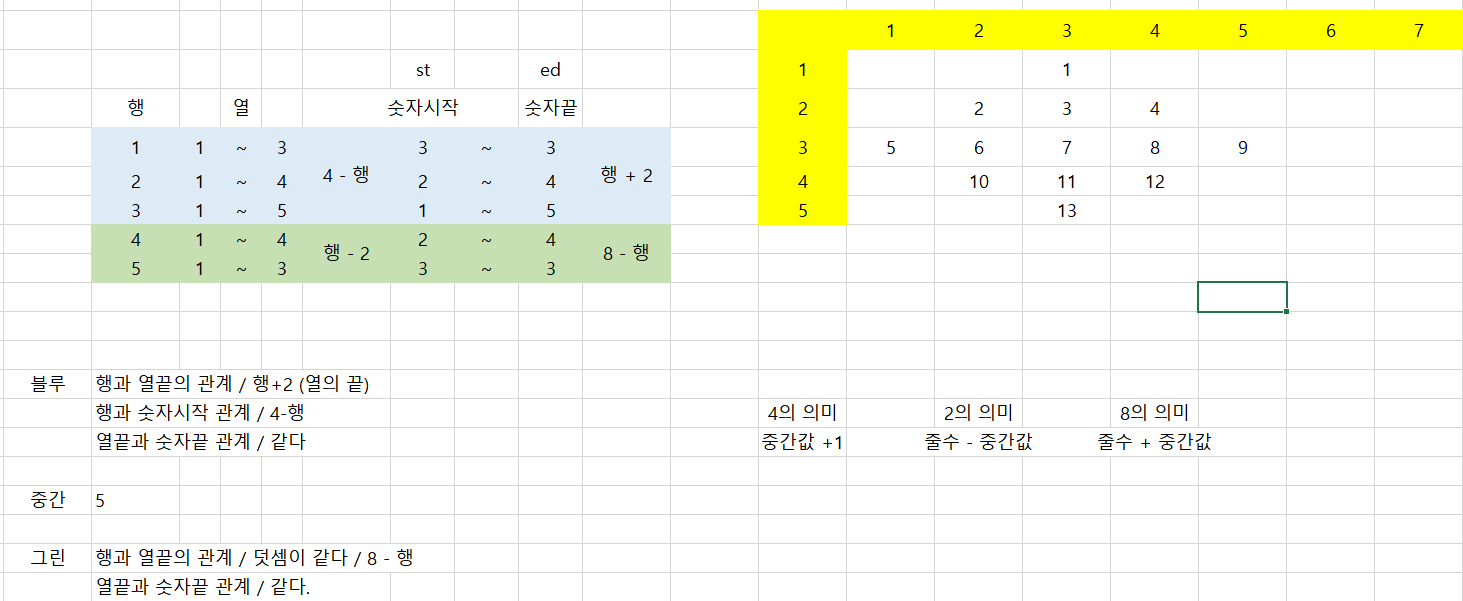 1 2 3 4 5 6 7
st ed 1 1
행 열 숫자시작 숫자끝 2 2 3 4
1 1 ~ 3 3 ~ 3 3 5 6 7 8 9
4 - 행 행 + 2
2 1 ~ 4 2 ~ 4 4 10 11 12
3 1 ~ 5 1 ~ 5 5 13
4 1 ~ 4 2 ~ 4
행 - 2 8 - 행
5 1 ~ 3 3 ~ 3
블루 행과 열끝의 관계 / 행+2 (열의 끝)
행과 숫자시작 관계 / 4-행 4의 의미 2의 의미 8의 의미
열끝과 숫자끝 관계 / 같다 중간값 +1 줄수 - 중간값 줄수 + 중간값
중간 5
그린 행과 열끝의 관계 / 덧셈이 같다 / 8 - 행
열끝과 숫자끝 관계 / 같다.